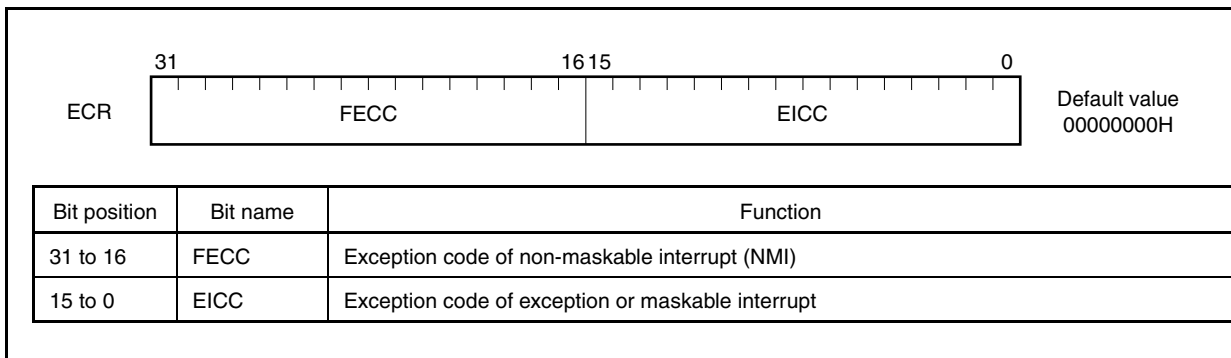 31 16 15 0
ECR FECC EICC Default value
00000000H
Bit position Bit name Function
31 to 16 FECC Exception code of non-maskable interrupt (NMI)
15 to 0 EICC Exception code of exception or maskable interrupt